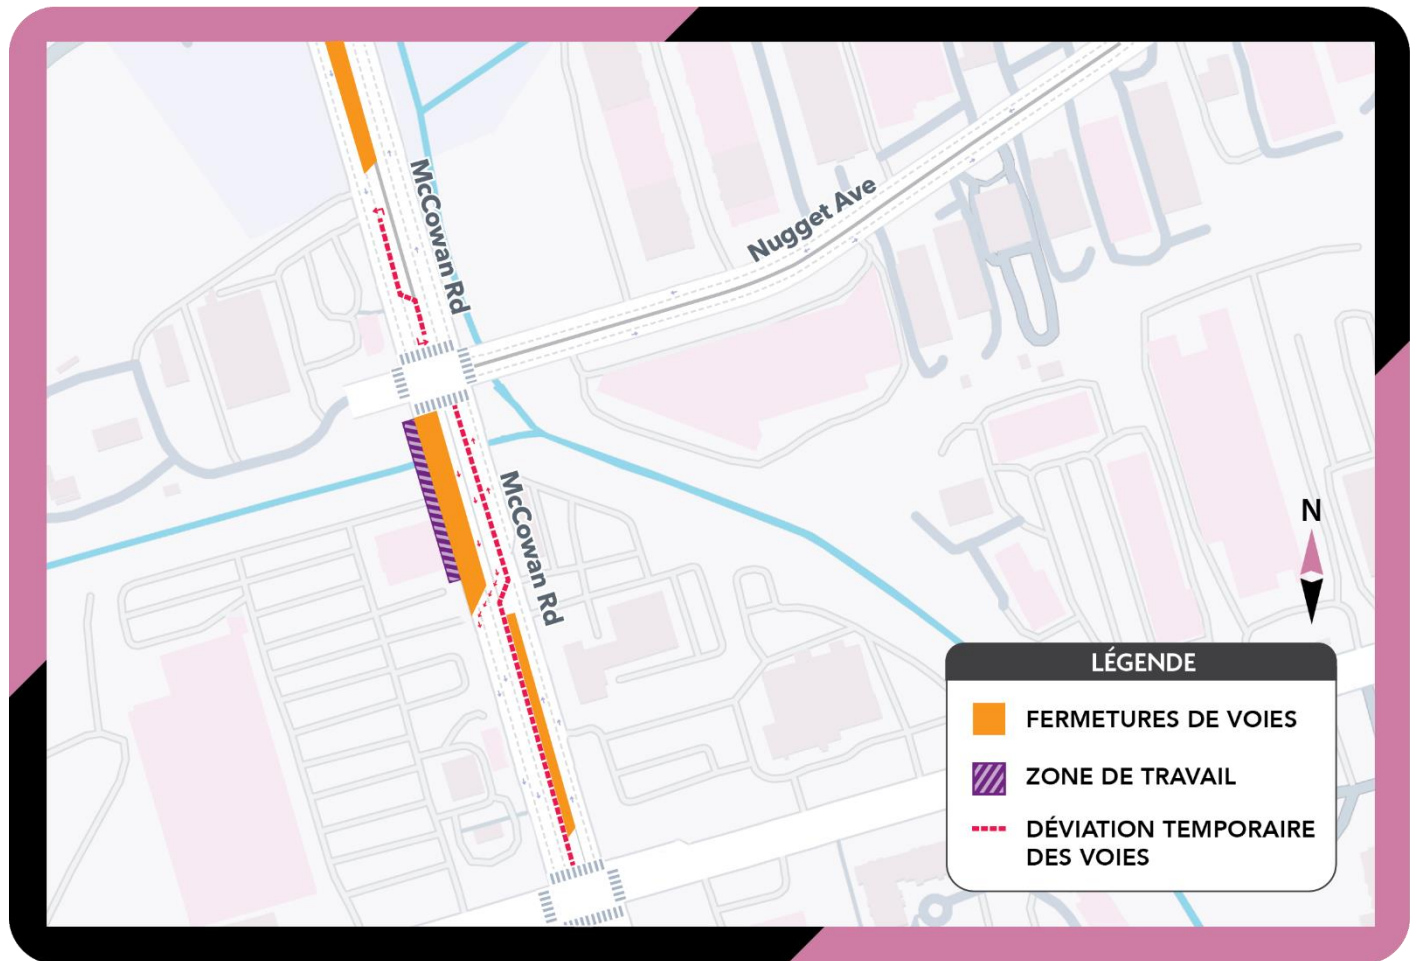 McCowan Rd
Nugget Ave
McCowan Rd
N
LÉGENDE
FERMETURES DE VOIES
ZONE DE TRAVAIL
DÉVIATION TEMPORAIRE
DES VOIES